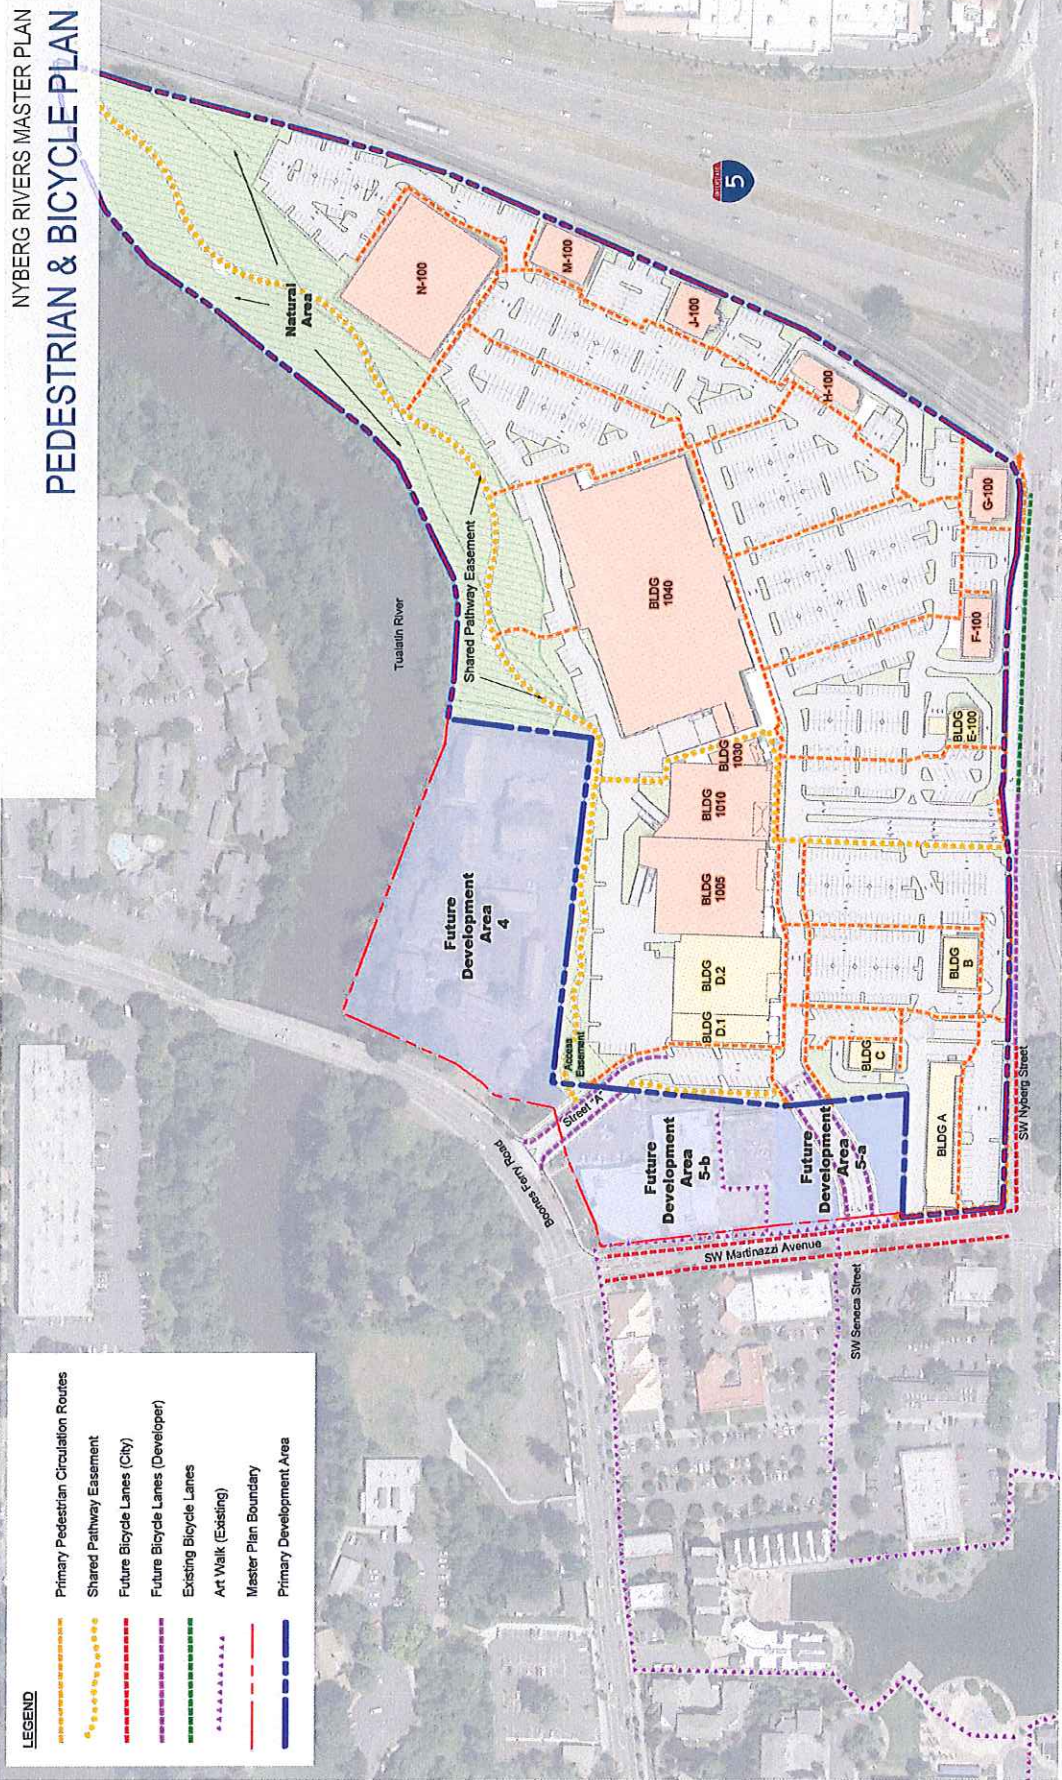 NYBERG RIVERS MASTER PLAN
PEDESTRIAN & BICYCLE PLAN
LEGEND
Primary Pedestrian Circulation Routes
Shared Pathway Easement
Future Bicycle Lanes (City)
Future Bicycle Lanes (Developer)
Existing Bicycle Lanes
Art Walk (Existing)
Master Plan Boundary
Primary Development Area
Tualatin River
Natural
Area
Shared Pathway Easement
Future
Development
Area
4
Access
Easement
Street "A"
Boones Ferry Road
Future
Development
Area
5-b
Future
Development
Area
5-a
SW Martinazzi Avenue
SW Seneca Street
SW Nyberg Street
BLDG A
BLDG
B
BLDG
C
BLDG
D.1
BLDG
D.2
BLDG
1005
BLDG
1010
BLDG
1030
BLDG
1040
BLDG
E-100
F-100
G-100
H-100
J-100
M-100
N-100
5